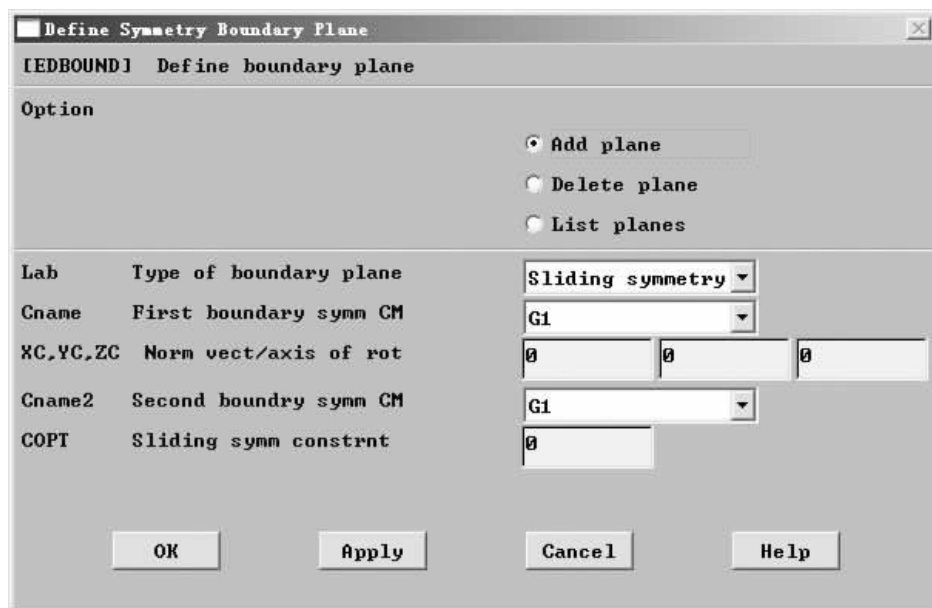 Define Symmetry Boundary Plane
[EDBOUND] Define boundary plane
Option
Add plane
Delete plane
List planes
Lab Type of boundary plane Sliding symmetry
Cname First boundary symm CM G1
XC,YC,ZC Norm vect/axis of rot 0 0 0
Cname2 Second boundry symm CM G1
COPT Sliding symm constrnt 0
OK Apply Cancel Help